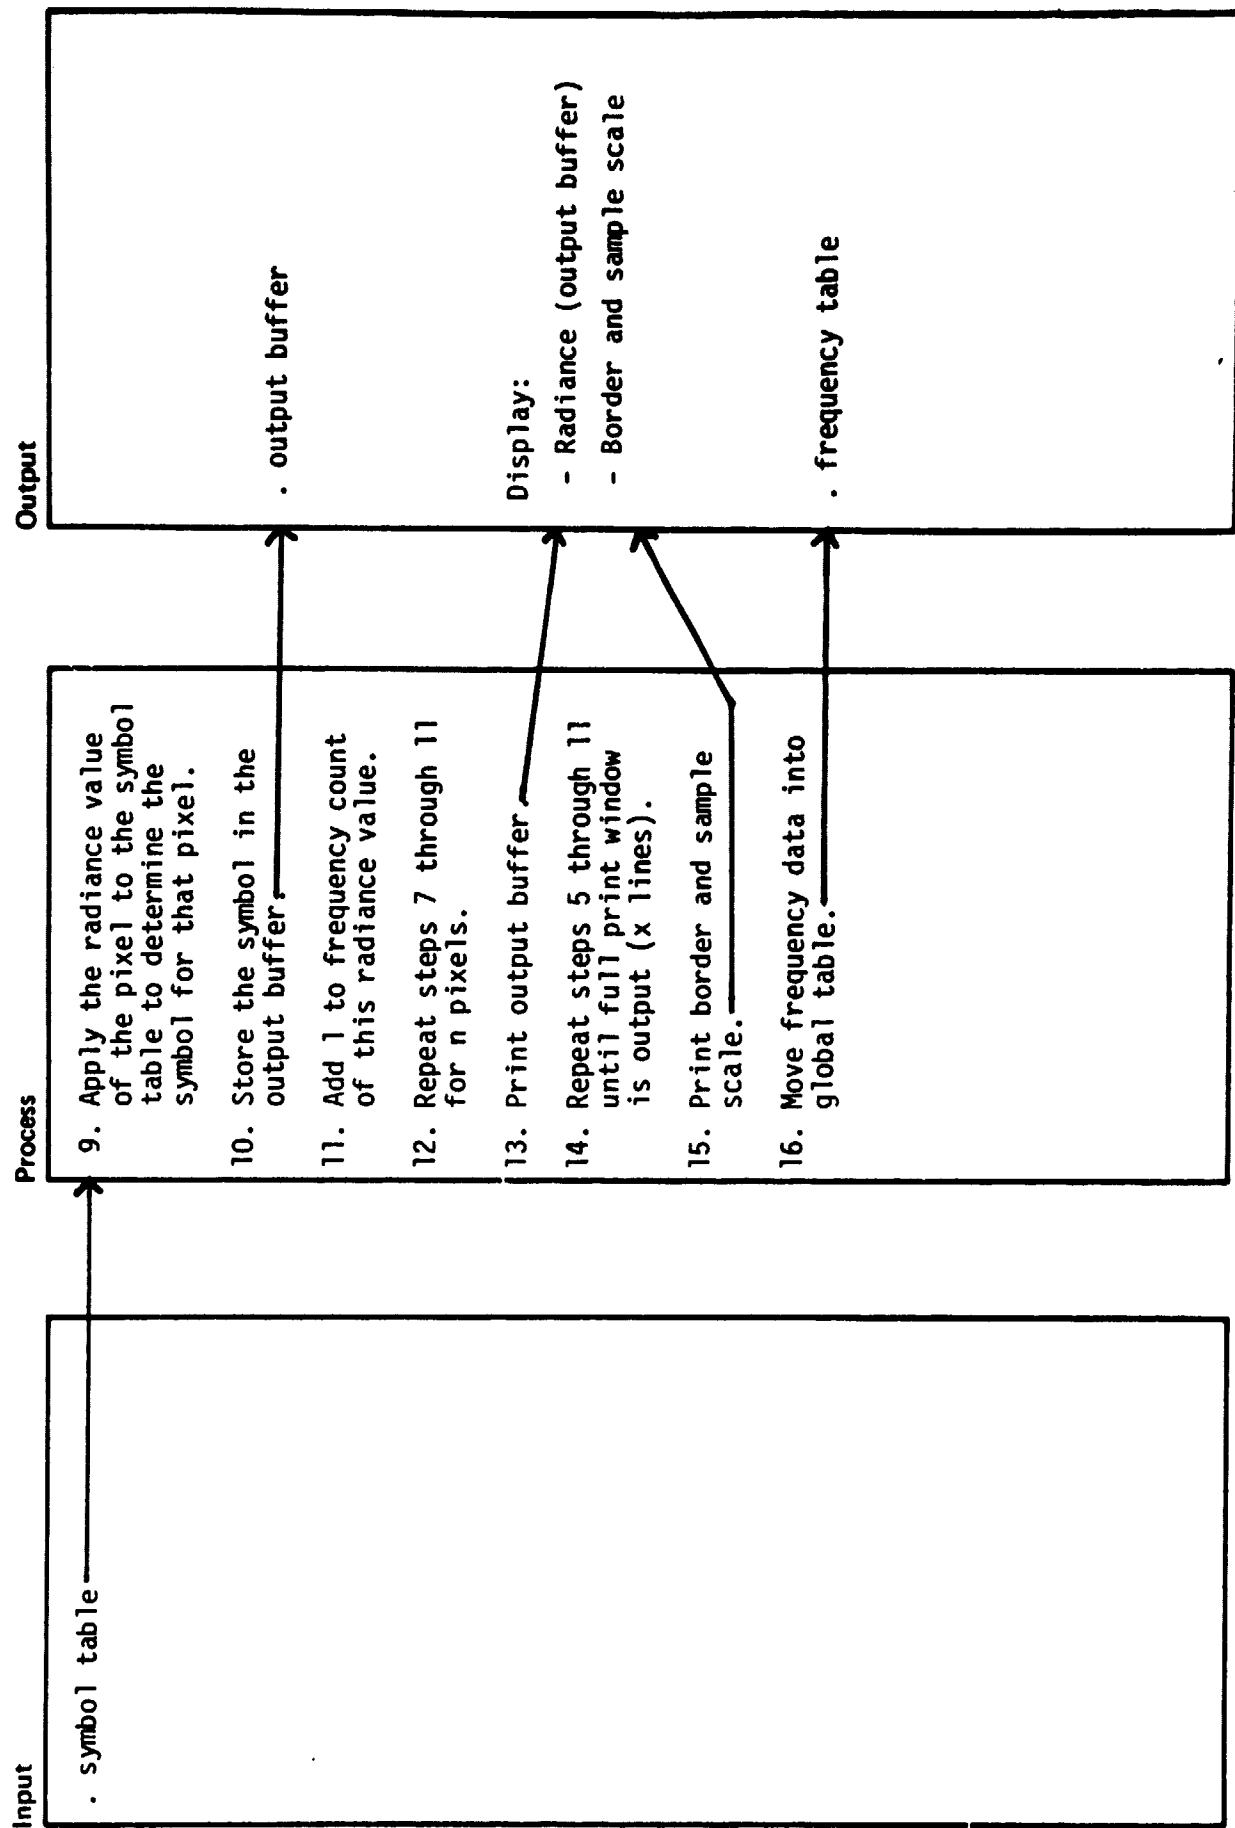 Input
. symbol table
Process
9. Apply the radiance value
of the pixel to the symbol
table to determine the
symbol for that pixel.
10. Store the symbol in the
output buffer.
11. Add 1 to frequency count
of this radiance value.
12. Repeat steps 7 through 11
for n pixels.
13. Print output buffer.
14. Repeat steps 5 through 11
until full print window
is output (x lines).
15. Print border and sample
scale.
16. Move frequency data into
global table.
Output
. output buffer
Display:
- Radiance (output buffer)
- Border and sample scale
. frequency table